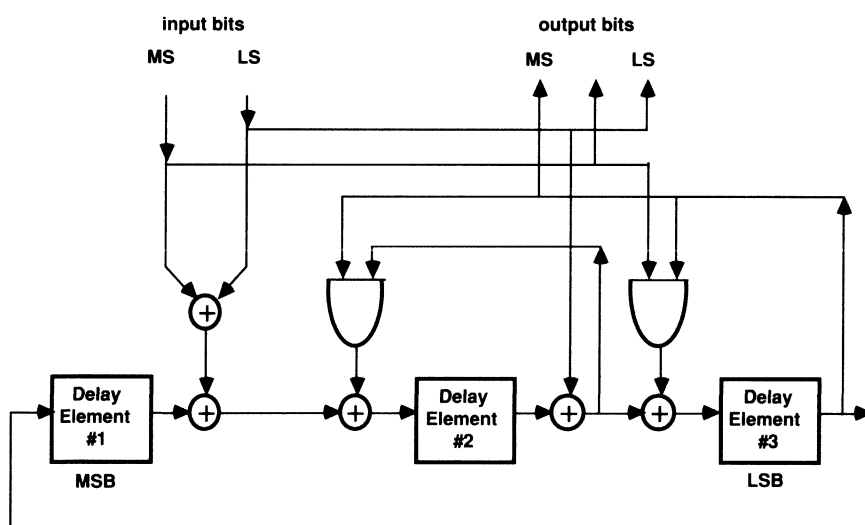 input bits
output bits
MS
LS
MS
LS
+
Delay
Element
#1
+
+
Delay
Element
#2
+
+
Delay
Element
#3
MSB
LSB